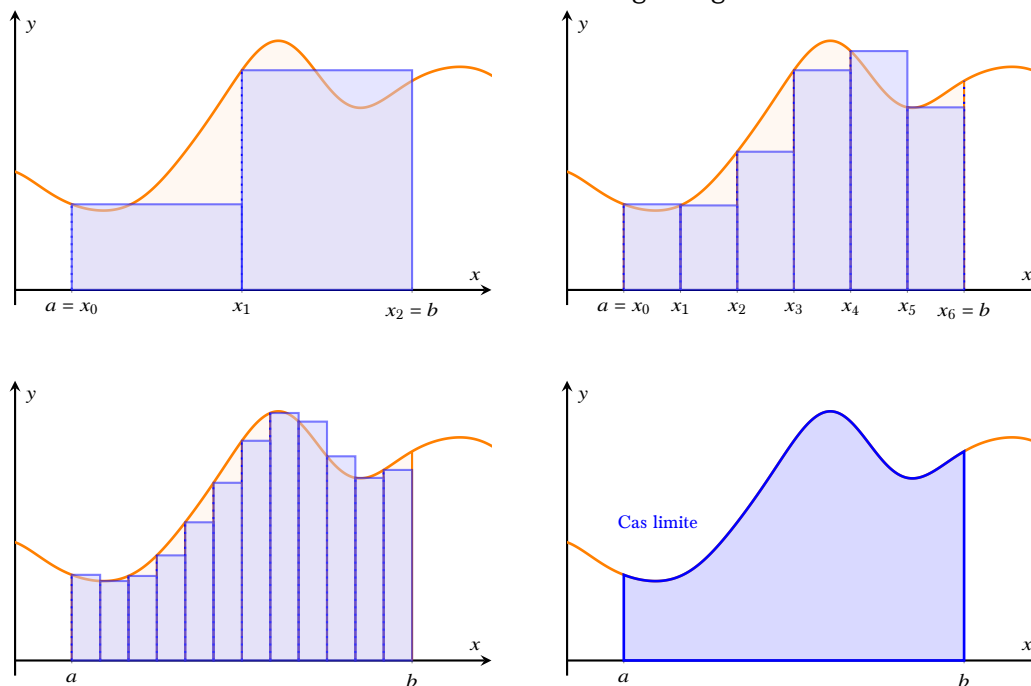 y
y
x
x
a = x₀
x₁
x₂ = b
a = x₀
x₁
x₂
x₃
x₄
x₅
x₆ = b
y
y
Cas limite
x
x
a
b
a
b